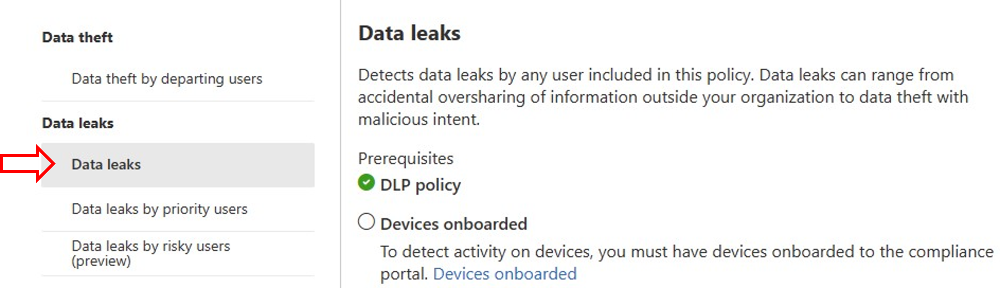 Data theft
Data theft by departing users
Data leaks
Data leaks
Data leaks by priority users
Data leaks by risky users
(preview)
Data leaks
Detects data leaks by any user included in this policy. Data leaks can range from
accidental oversharing of information outside your organization to data theft with
malicious intent.
Prerequisites
DLP policy
Devices onboarded
To detect activity on devices, you must have devices onboarded to the compliance
portal. Devices onboarded